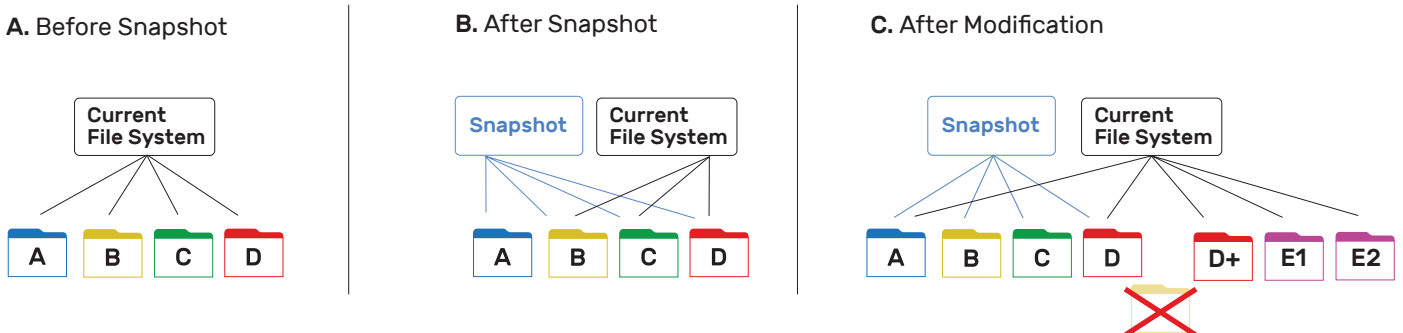 A. Before Snapshot
Current
File System
A
B
C
D
B. After Snapshot
Snapshot
Current
File System
A
B
C
D
C. After Modification
Snapshot
Current
File System
A
B
C
D
D+
E1
E2